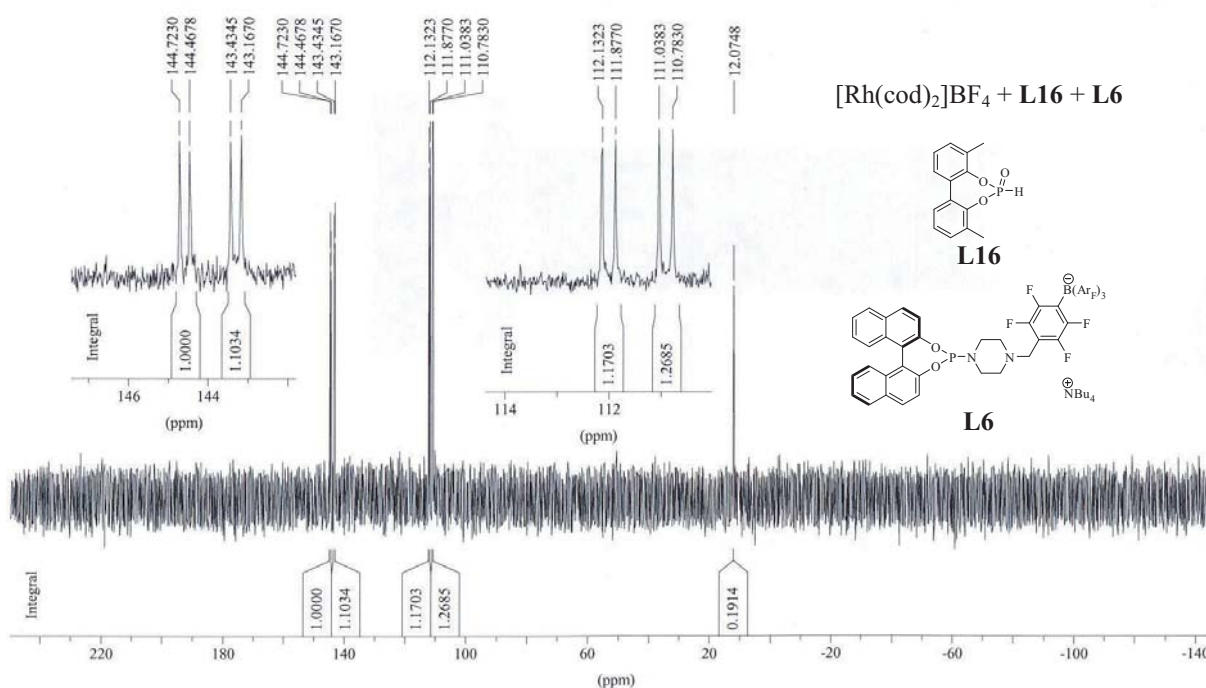 144.7230
144.4678
143.4345
143.1670
144.7230
144.4678
143.4345
143.1670
112.1323
111.8770
111.0383
110.7830
112.1323
111.8770
111.0383
110.7830
12.0748
[Rh(cod)2]BF4 + L16 + L6
O
O
P
H
O
L16
Integral
1.0000
1.1034
146
144
(ppm)
Integral
1.1703
1.2685
114
112
(ppm)
⊖
B(ArF)3
F
F
F
F
O
P
N
N
O
⊕
NBu4
L6
Integral
1.0000
1.1034
1.1703
1.2685
0.1914
220
180
140
100
60
20
-20
-60
-100
-140
(ppm)